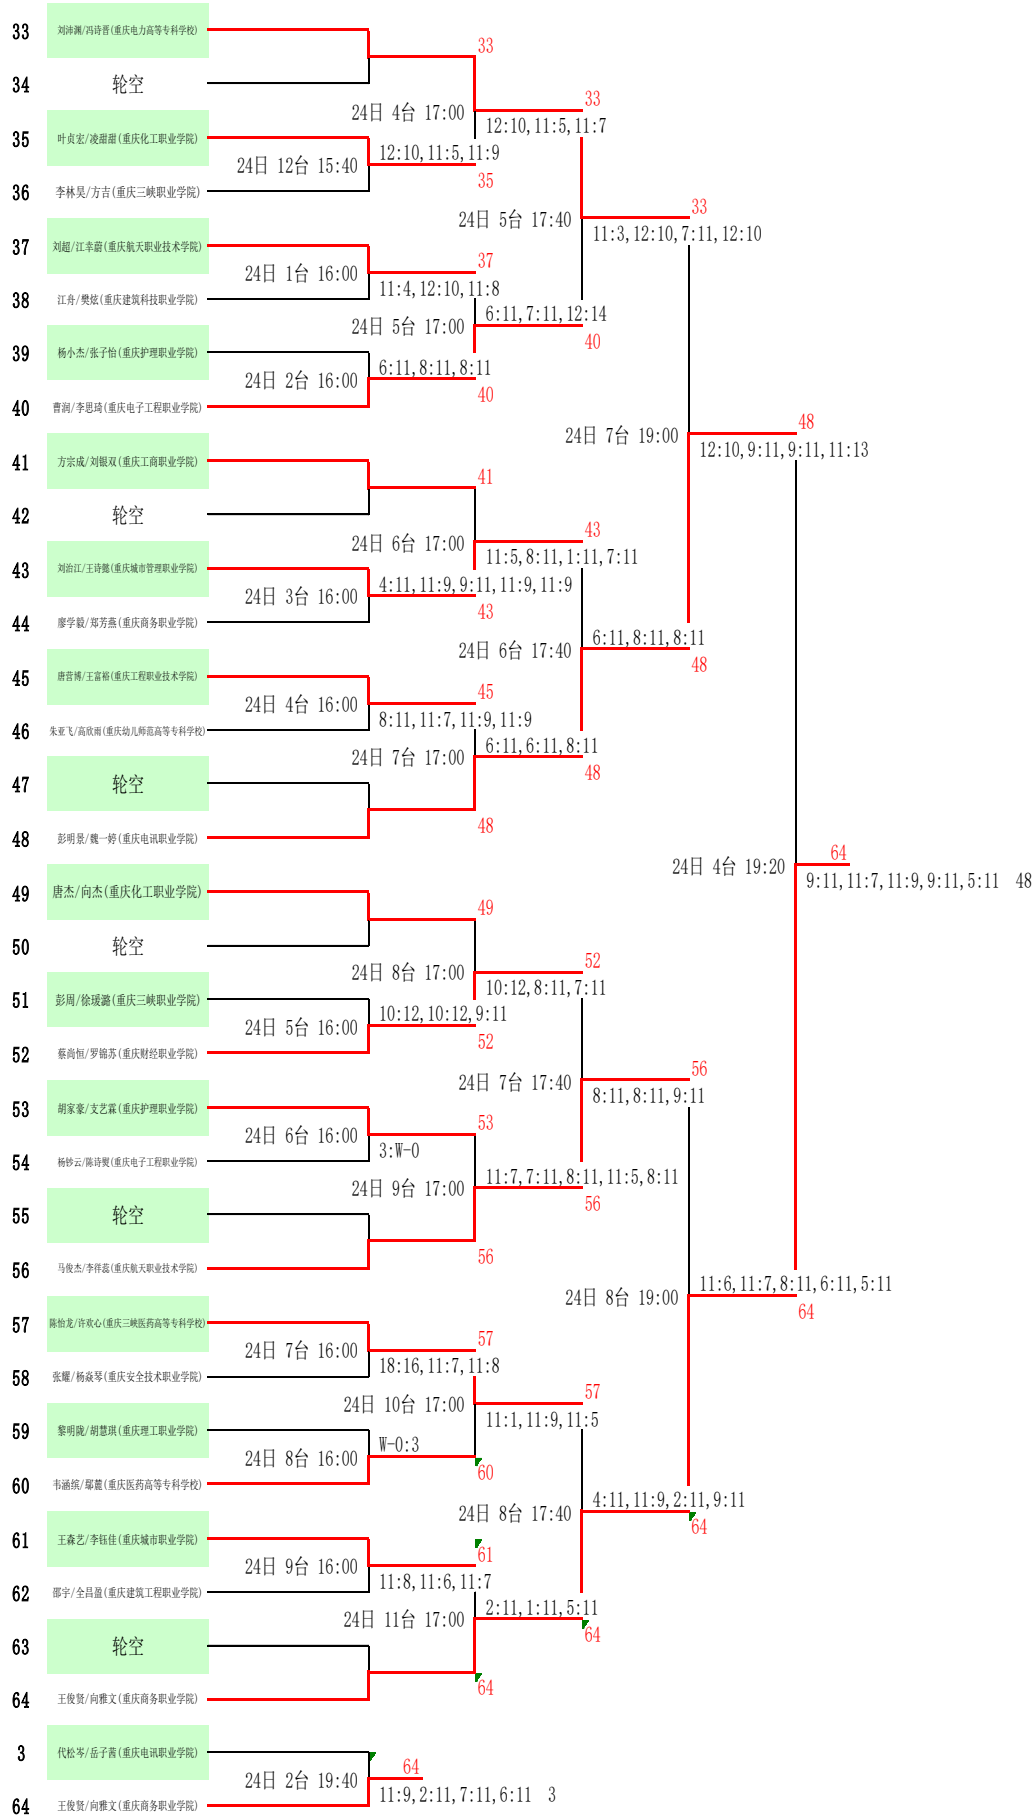 33 刘沛渊/冯诗晋(重庆电力高等专科学校)
33
34 轮空
24日 4台 17:00
33
12:10,11:5,11:7
35 叶贞宏/凌甜甜(重庆化工职业学院)
24日 12台 15:40
12:10,11:5,11:9
35
36 李林昊/方吉(重庆三峡职业学院)
24日 5台 17:40
33
11:3,12:10,7:11,12:10
37 刘超/江幸蔚(重庆航天职业技术学院)
37
24日 1台 16:00
11:4,12:10,11:8
38 江舟/樊炫(重庆建筑科技职业学院)
24日 5台 17:00
6:11,7:11,12:14
40
39 杨小杰/张子怡(重庆护理职业学院)
24日 2台 16:00
6:11,8:11,8:11
40
40 曹润/李思琦(重庆电子工程职业学院)
24日 7台 19:00
48
12:10,9:11,9:11,11:13
41 方宗成/刘银双(重庆工商职业学院)
41
42 轮空
24日 6台 17:00
43
11:5,8:11,1:11,7:11
43 刘治江/王诗懿(重庆城市管理职业学院)
24日 3台 16:00
4:11,11:9,9:11,11:9,11:9
43
44 廖学毅/郑芳燕(重庆商务职业学院)
24日 6台 17:40
6:11,8:11,8:11
48
45 唐营博/王富裕(重庆工程职业技术学院)
45
24日 4台 16:00
8:11,11:7,11:9,11:9
46 朱亚飞/高欣雨(重庆幼儿师范高等专科学校)
24日 7台 17:00
6:11,6:11,8:11
48
47 轮空
48
48 彭明景/魏一婷(重庆电讯职业学院)
24日 4台 19:20
64
9:11,11:7,11:9,9:11,5:11 48
49 唐杰/向杰(重庆化工职业学院)
49
50 轮空
24日 8台 17:00
52
10:12,8:11,7:11
51 彭周/徐瑗潞(重庆三峡职业学院)
24日 5台 16:00
10:12,10:12,9:11
52
52 蔡尚恒/罗锦苏(重庆财经职业学院)
24日 7台 17:40
56
8:11,8:11,9:11
53 胡家豪/支艺霖(重庆护理职业学院)
53
24日 6台 16:00
3:W-0
54 杨钞云/陈诗熨(重庆电子工程职业学院)
24日 9台 17:00
11:7,7:11,8:11,11:5,8:11
56
55 轮空
56
56 马俊杰/李徉蕊(重庆航天职业技术学院)
24日 8台 19:00
11:6,11:7,8:11,6:11,5:11
64
57 陈怡龙/许欢心(重庆三峡医药高等专科学校)
57
24日 7台 16:00
18:16,11:7,11:8
58 张耀/杨焱琴(重庆安全技术职业学院)
24日 10台 17:00
57
11:1,11:9,11:5
59 黎明陇/胡慧琪(重庆理工职业学院)
24日 8台 16:00
W-0:3
60
60 韦涵缤/鄢麓(重庆医药高等专科学校)
24日 8台 17:40
4:11,11:9,2:11,9:11
64
61 王森艺/李钰佳(重庆城市职业学院)
61
24日 9台 16:00
11:8,11:6,11:7
62 邵宇/全昌盈(重庆建筑工程职业学院)
24日 11台 17:00
2:11,1:11,5:11
64
63 轮空
64
64 王俊贤/向雅文(重庆商务职业学院)
3 代松岑/岳子茜(重庆电讯职业学院)
64
24日 2台 19:40
11:9,2:11,7:11,6:11 3
64 王俊贤/向雅文(重庆商务职业学院)